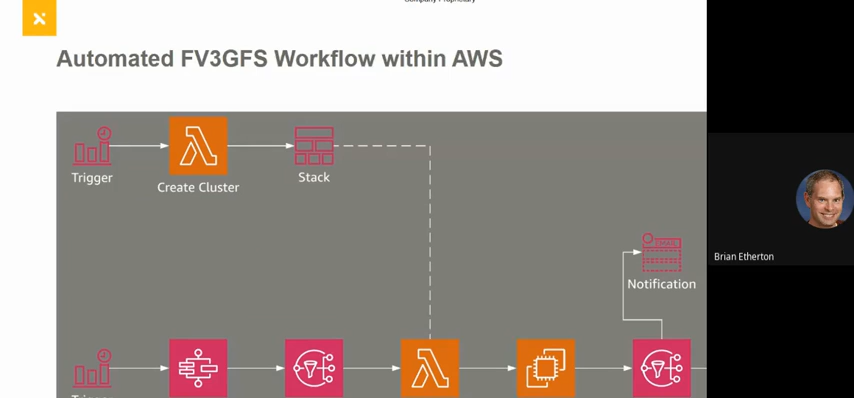 Automated FV3GFS Workflow within AWS
Trigger
Create Cluster
Stack
Brian Etherton
Notification